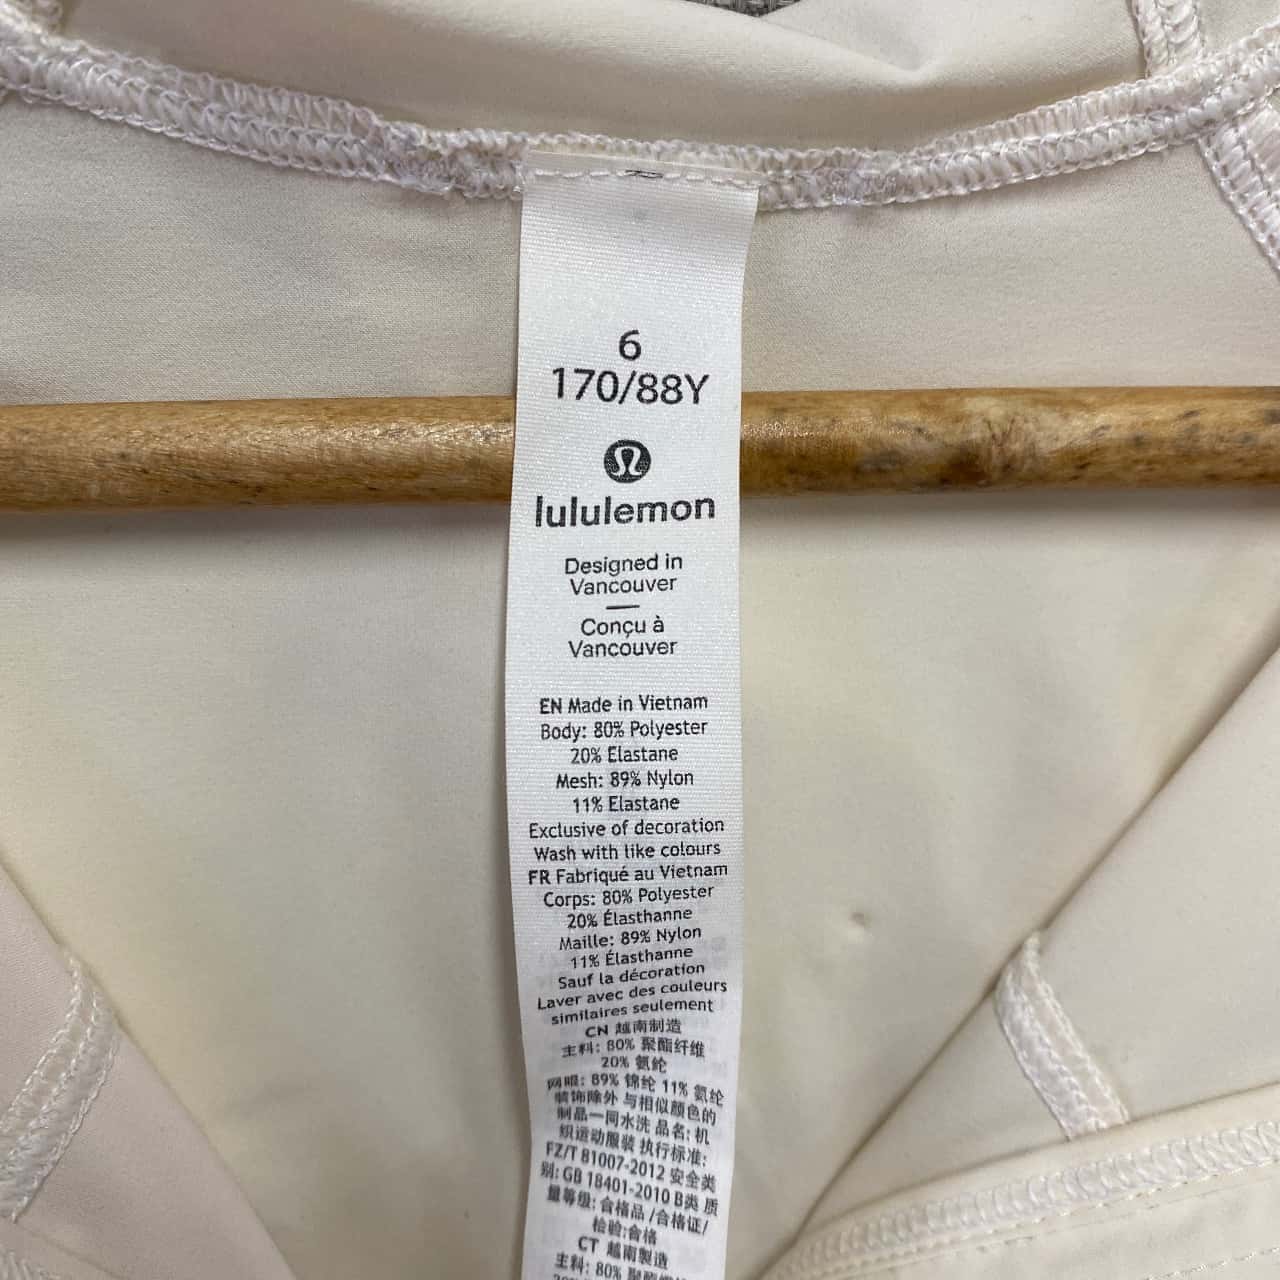 6
170/88Y
lululemon
Designed in
Vancouver
Conçu à
Vancouver
EN Made in Vietnam
Body: 80% Polyester
20% Elastane
Mesh: 89% Nylon
11% Elastane
Exclusive of decoration
Wash with like colours
FR Fabriqué au Vietnam
Corps: 80% Polyester
20% Élasthanne
Maille: 89% Nylon
11% Élasthanne
Sauf la décoration
Laver avec des couleurs
similaires seulement
CN 越南制造
主料: 80% 聚酯纤维
20% 氨纶
网眼: 89% 锦纶 11% 氨纶
装饰除外 与相似颜色的
制品一同水洗 品名: 机
织运动服装 执行标准:
FZ/T 81007-2012 安全类
别: GB 18401-2010 B类 质
量等级: 合格品 /合格证/
检验:合格
CT 越南製造
主料: 80%